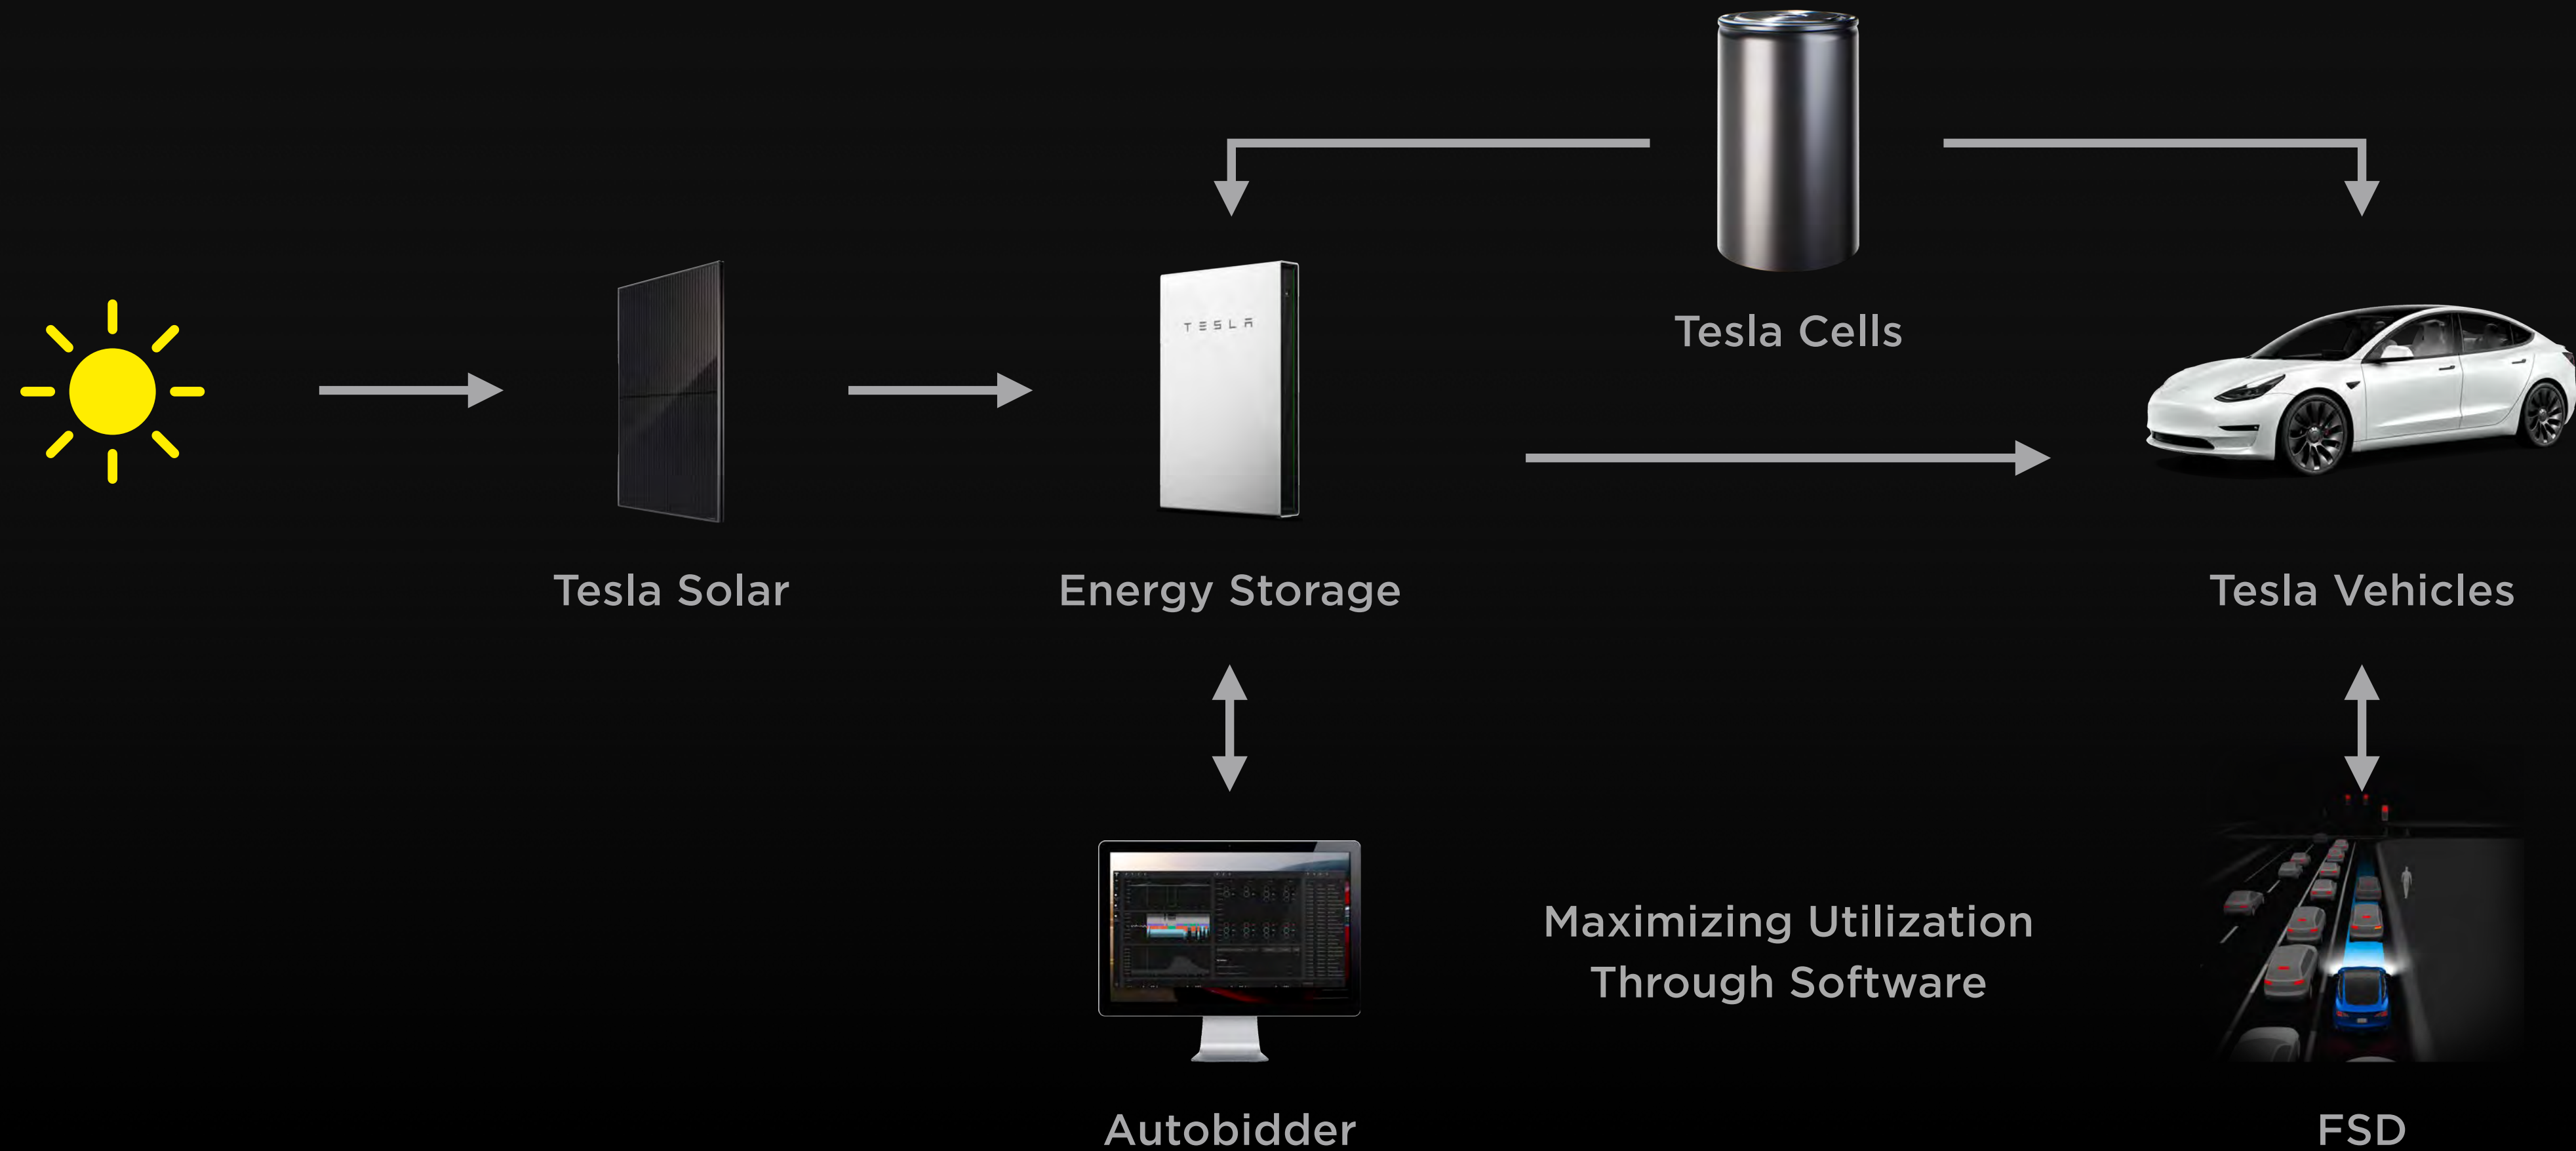 TESLA
Tesla Cells
Tesla Solar
Energy Storage
Tesla Vehicles
Maximizing Utilization
Through Software
Autobidder
FSD